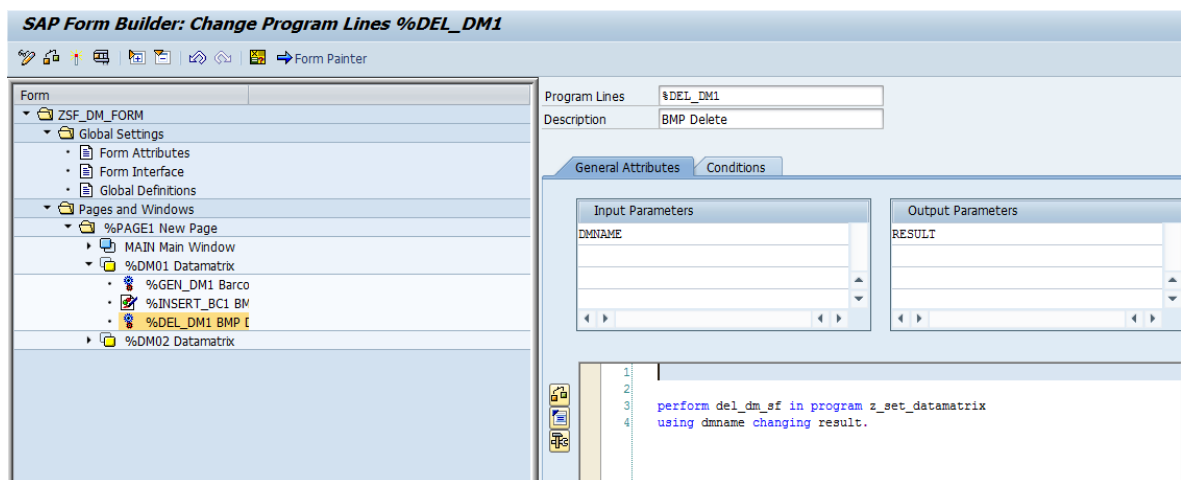 SAP Form Builder: Change Program Lines %DEL_DM1
Form Painter
Form
ZSF_DM_FORM
Global Settings
Form Attributes
Form Interface
Global Definitions
Pages and Windows
%PAGE1 New Page
MAIN Main Window
%DM01 Datamatrix
%GEN_DM1 Barco
%INSERT_BC1 BM
%DEL_DM1 BMP D
%DM02 Datamatrix
Program Lines %DEL_DM1
Description BMP Delete
General Attributes Conditions
Input Parameters Output Parameters
DMNAME RESULT
1
2
3 perform del_dm_sf in program z_set_datamatrix
4 using dmname changing result.